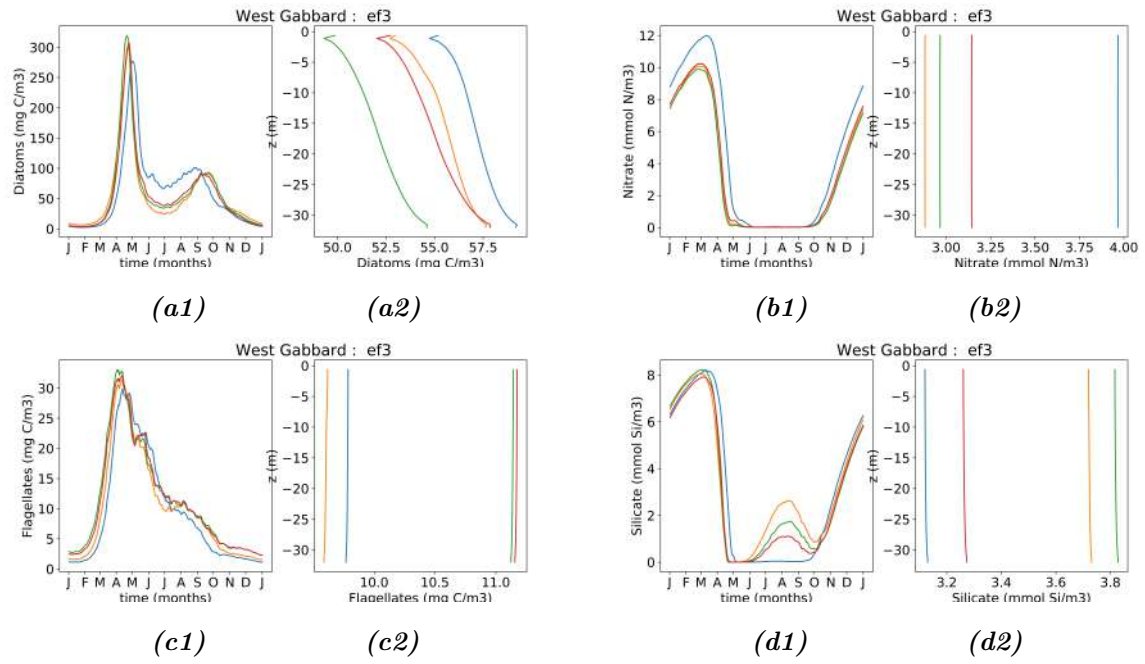 West Gabbard : ef3
West Gabbard : ef3
300
250
200
150
100
50
0
Diatoms (mg C/m3)
J F M A M J J A S O N D J
time (months)
0
−5
−10
−15
−20
−25
−30
z (m)
50.0 52.5 55.0 57.5
Diatoms (mg C/m3)
12
10
8
6
4
2
0
Nitrate (mmol N/m3)
J F M A M J J A S O N D J
time (months)
0
−5
−10
−15
−20
−25
−30
z (m)
3.00 3.25 3.50 3.75 4.00
Nitrate (mmol N/m3)
(a1) (a2) (b1) (b2)
West Gabbard : ef3
West Gabbard : ef3
30
25
20
15
10
5
0
Flagellates (mg C/m3)
J F M A M J J A S O N D J
time (months)
0
−5
−10
−15
−20
−25
−30
z (m)
10.0 10.5 11.0
Flagellates (mg C/m3)
8
6
4
2
0
Silicate (mmol Si/m3)
J F M A M J J A S O N D J
time (months)
0
−5
−10
−15
−20
−25
−30
z (m)
3.2 3.4 3.6 3.8
Silicate (mmol Si/m3)
(c1) (c2) (d1) (d2)